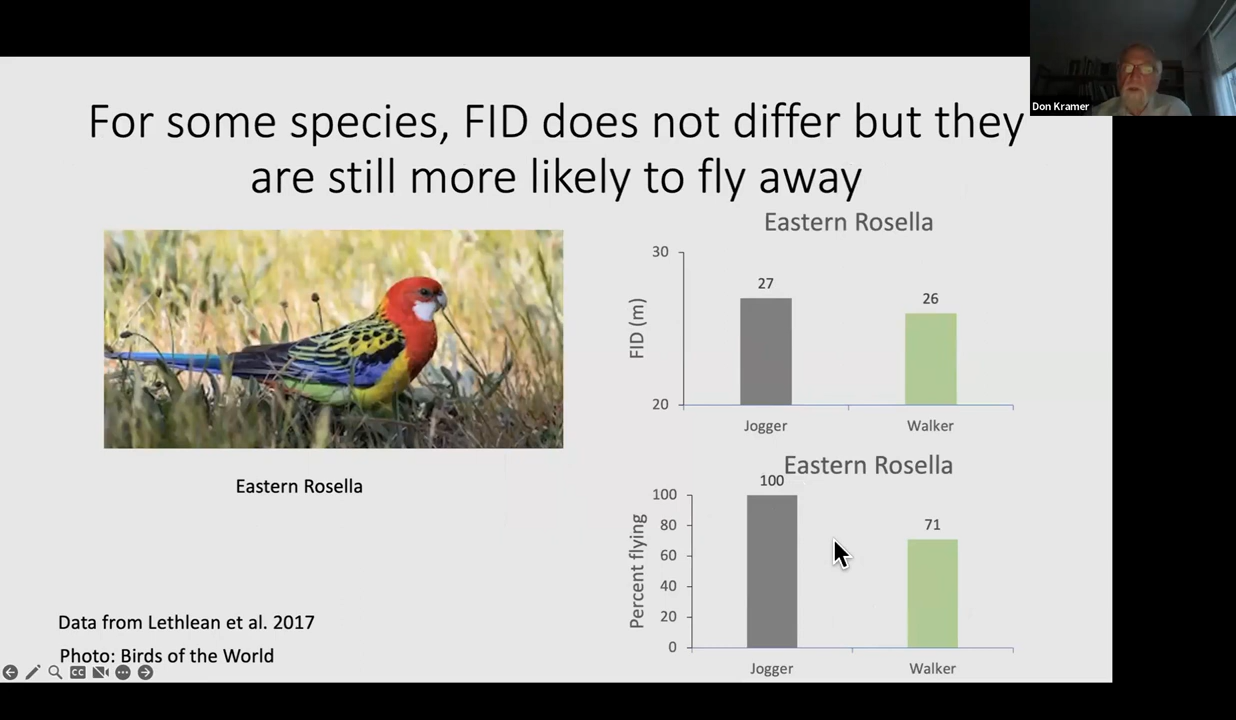 Don Kramer
For some species, FID does not differ but they
are still more likely to fly away
Eastern Rosella
30
27
26
FID (m)
20
Jogger
Walker
Eastern Rosella
Eastern Rosella
100
100
80
71
60
40
20
0
Percent flying
Jogger
Walker
Data from Lethlean et al. 2017
Photo: Birds of the World
CC